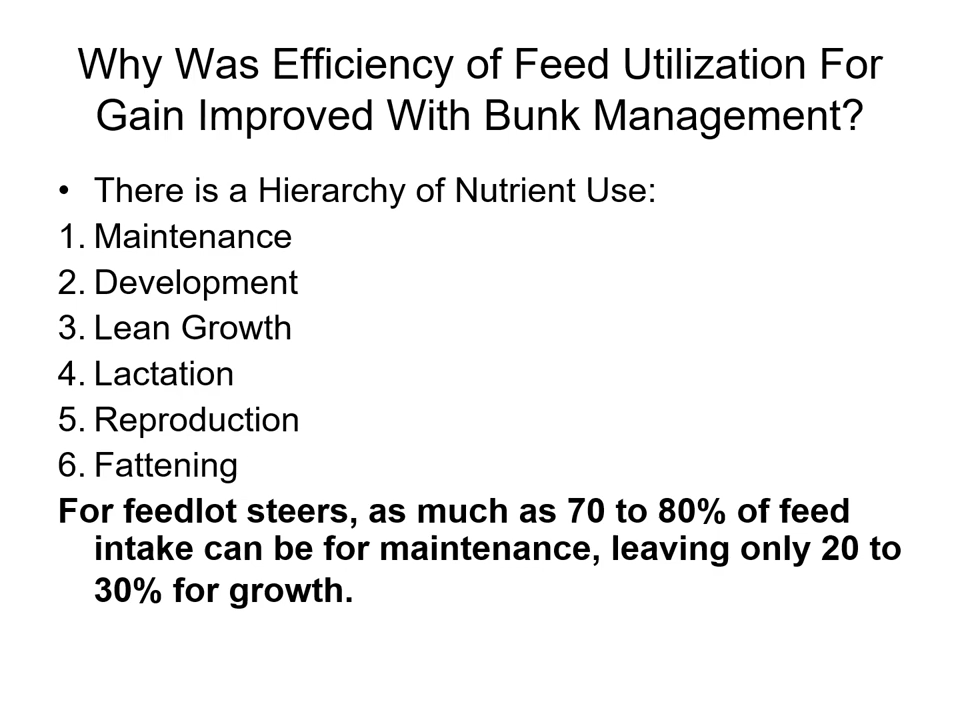 Why Was Efficiency of Feed Utilization For
Gain Improved With Bunk Management?
• There is a Hierarchy of Nutrient Use:
1. Maintenance
2. Development
3. Lean Growth
4. Lactation
5. Reproduction
6. Fattening
For feedlot steers, as much as 70 to 80% of feed
intake can be for maintenance, leaving only 20 to
30% for growth.